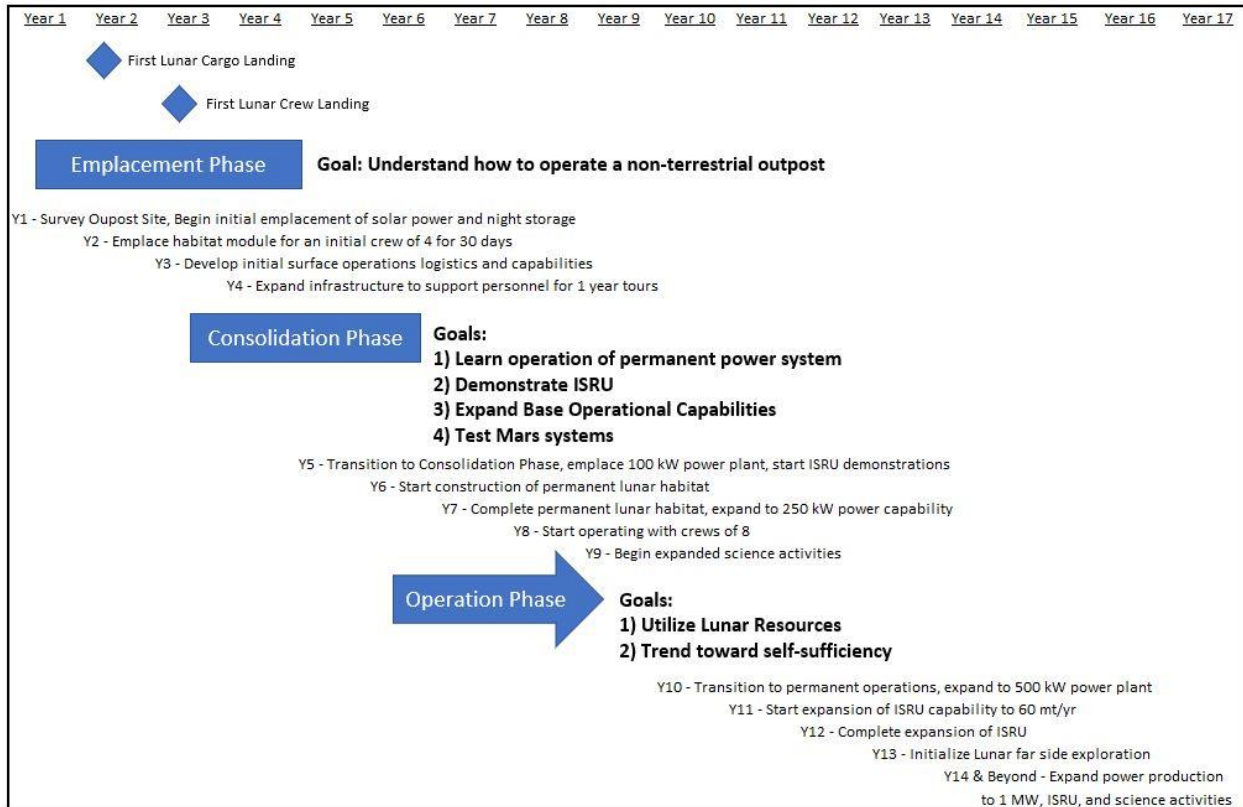 Year 1 Year 2 Year 3 Year 4 Year 5 Year 6 Year 7 Year 8 Year 9 Year 10 Year 11 Year 12 Year 13 Year 14 Year 15 Year 16 Year 17
First Lunar Cargo Landing
First Lunar Crew Landing
Emplacement Phase
Goal: Understand how to operate a non-terrestrial outpost
Y1 - Survey Oupost Site, Begin initial emplacement of solar power and night storage
Y2 - Emplace habitat module for an initial crew of 4 for 30 days
Y3 - Develop initial surface operations logistics and capabilities
Y4 - Expand infrastructure to support personnel for 1 year tours
Consolidation Phase
Goals:
1) Learn operation of permanent power system
2) Demonstrate ISRU
3) Expand Base Operational Capabilities
4) Test Mars systems
Y5 - Transition to Consolidation Phase, emplace 100 kW power plant, start ISRU demonstrations
Y6 - Start construction of permanent lunar habitat
Y7 - Complete permanent lunar habitat, expand to 250 kW power capability
Y8 - Start operating with crews of 8
Y9 - Begin expanded science activities
Operation Phase
Goals:
1) Utilize Lunar Resources
2) Trend toward self-sufficiency
Y10 - Transition to permanent operations, expand to 500 kW power plant
Y11 - Start expansion of ISRU capability to 60 mt/yr
Y12 - Complete expansion of ISRU
Y13 - Initialize Lunar far side exploration
Y14 & Beyond - Expand power production
to 1 MW, ISRU, and science activities